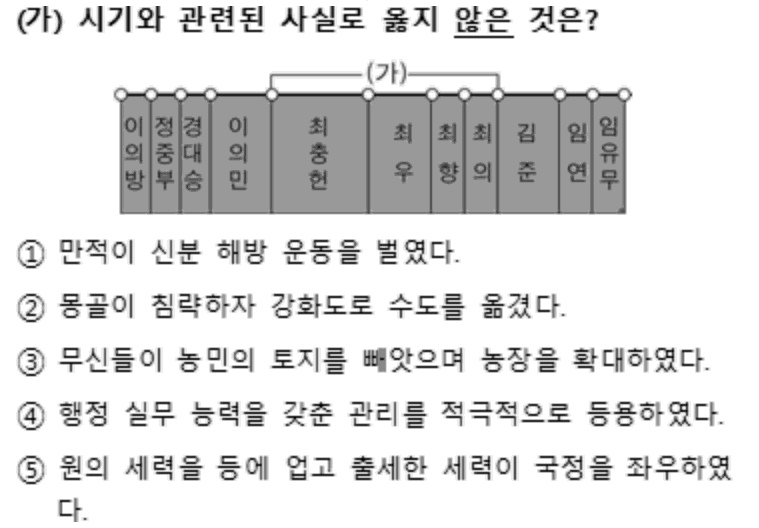 (가) 시기와 관련된 사실로 옳지 않은 것은?
(가)
이의방
정중부
경대승
이의민
최충헌
최우
최항
최의
김준
임연
임유무
① 만적이 신분 해방 운동을 벌였다.
② 몽골이 침략하자 강화도로 수도를 옮겼다.
③ 무신들이 농민의 토지를 빼앗으며 농장을 확대하였다.
④ 행정 실무 능력을 갖춘 관리를 적극적으로 등용하였다.
⑤ 원의 세력을 등에 업고 출세한 세력이 국정을 좌우하였
다.